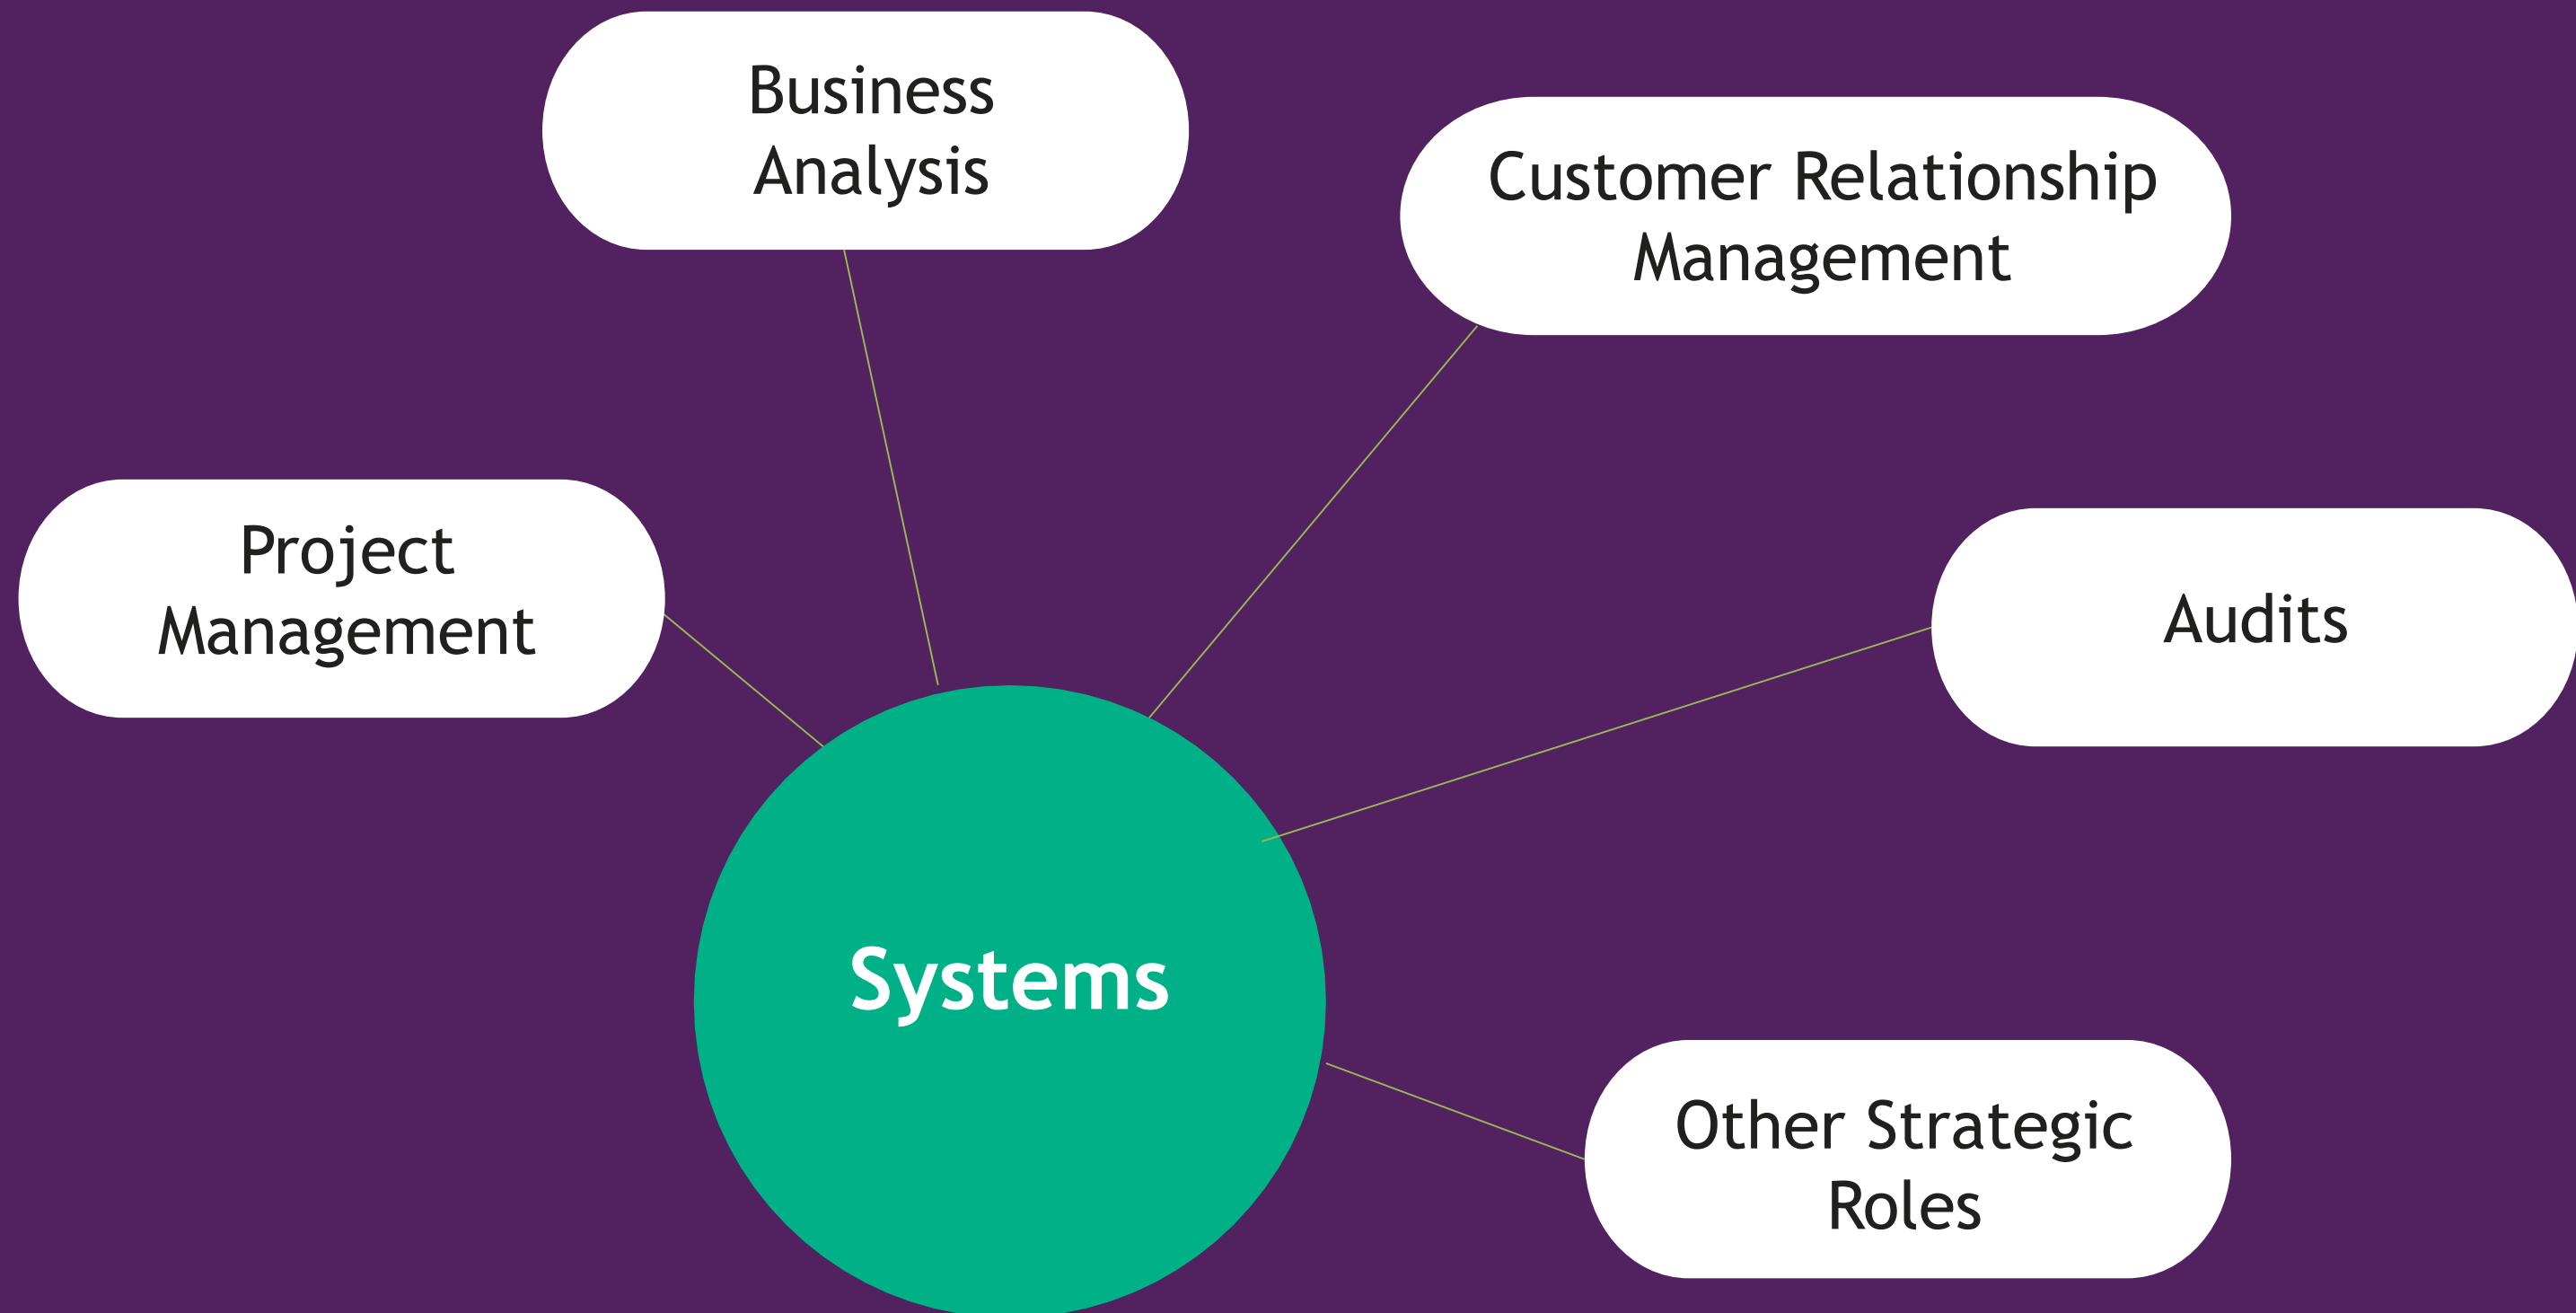 Business
Analysis
Customer Relationship
Management
Project
Management
Audits
Systems
Other Strategic
Roles